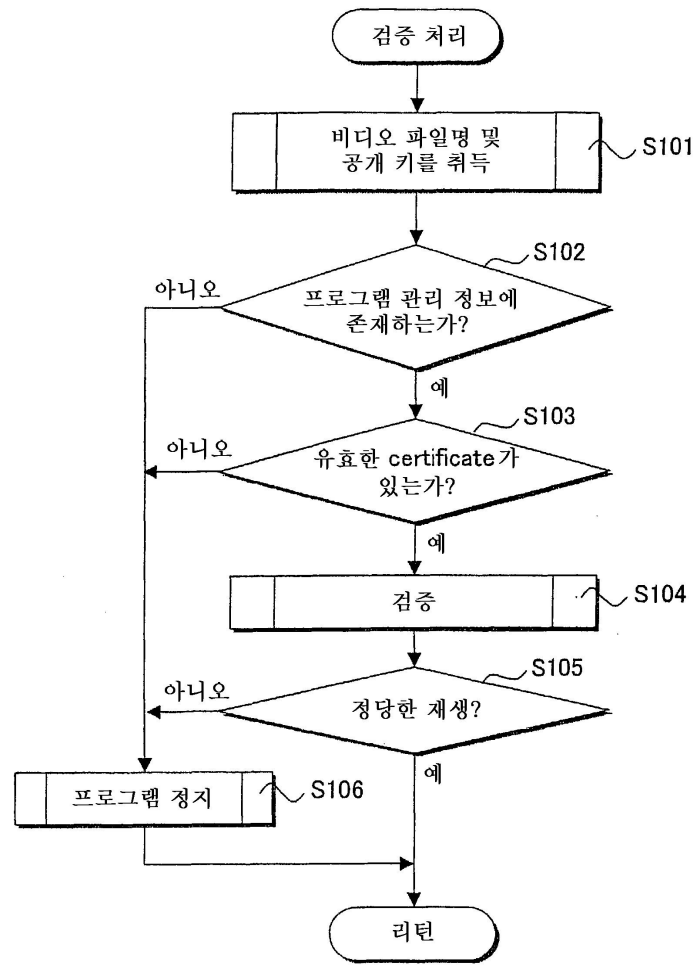 검증 처리
비디오 파일명 및
공개 키를 취득
S101
S102
아니오
프로그램 관리 정보에
존재하는가?
예
S103
아니오
유효한 certificate가
있는가?
예
검증
S104
S105
아니오
정당한 재생?
예
프로그램 정지
S106
리턴